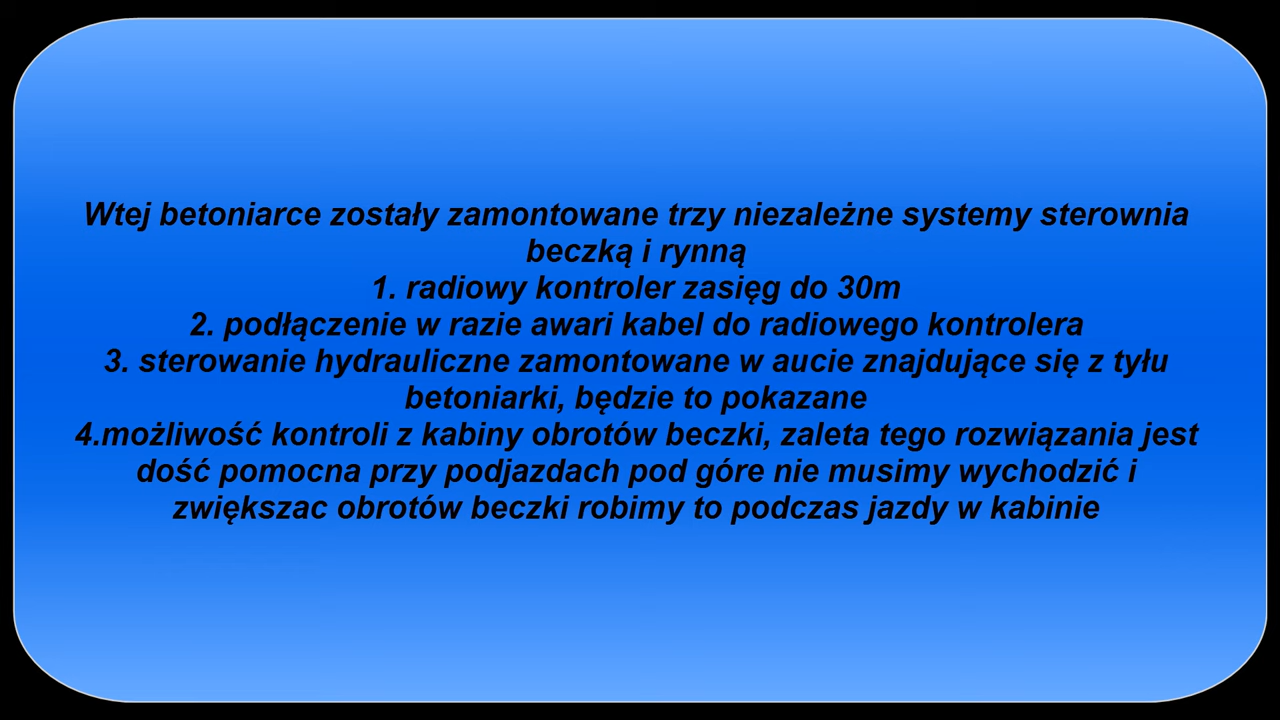 Wtej betoniarce zostały zamontowane trzy niezależne systemy sterownia
beczką i rynną
1. radiowy kontroler zasięg do 30m
2. podłączenie w razie awari kabel do radiowego kontrolera
3. sterowanie hydrauliczne zamontowane w aucie znajdujące się z tyłu
betoniarki, będzie to pokazane
4.możliwość kontroli z kabiny obrotów beczki, zaleta tego rozwiązania jest
dość pomocna przy podjazdach pod góre nie musimy wychodzić i
zwiększac obrotów beczki robimy to podczas jazdy w kabinie